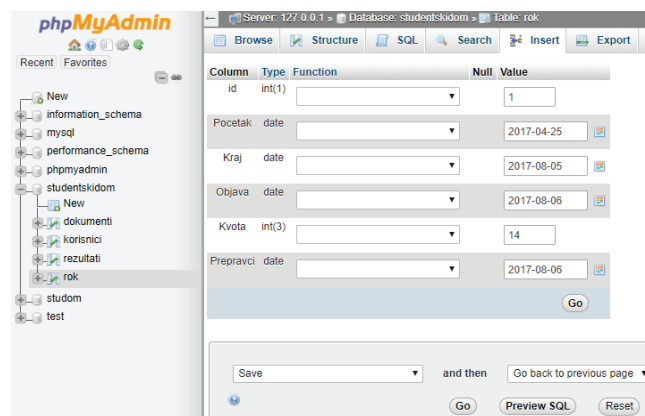 phpMyAdmin
Recent Favorites
New
information_schema
mysql
performance_schema
phpmyadmin
studentskidom
New
dokumenti
korisnici
rezultati
rok
studom
test
Server: 127.0.0.1 » Database: studentskidom » Table: rok
Browse Structure SQL Search Insert Export
Column Type Function Null Value
id int(1) 1
Pocetak date 2017-04-25
Kraj date 2017-08-05
Objava date 2017-08-06
Kvota int(3) 14
Prepravci date 2017-08-06
Go
Save and then Go back to previous page
Go Preview SQL Reset